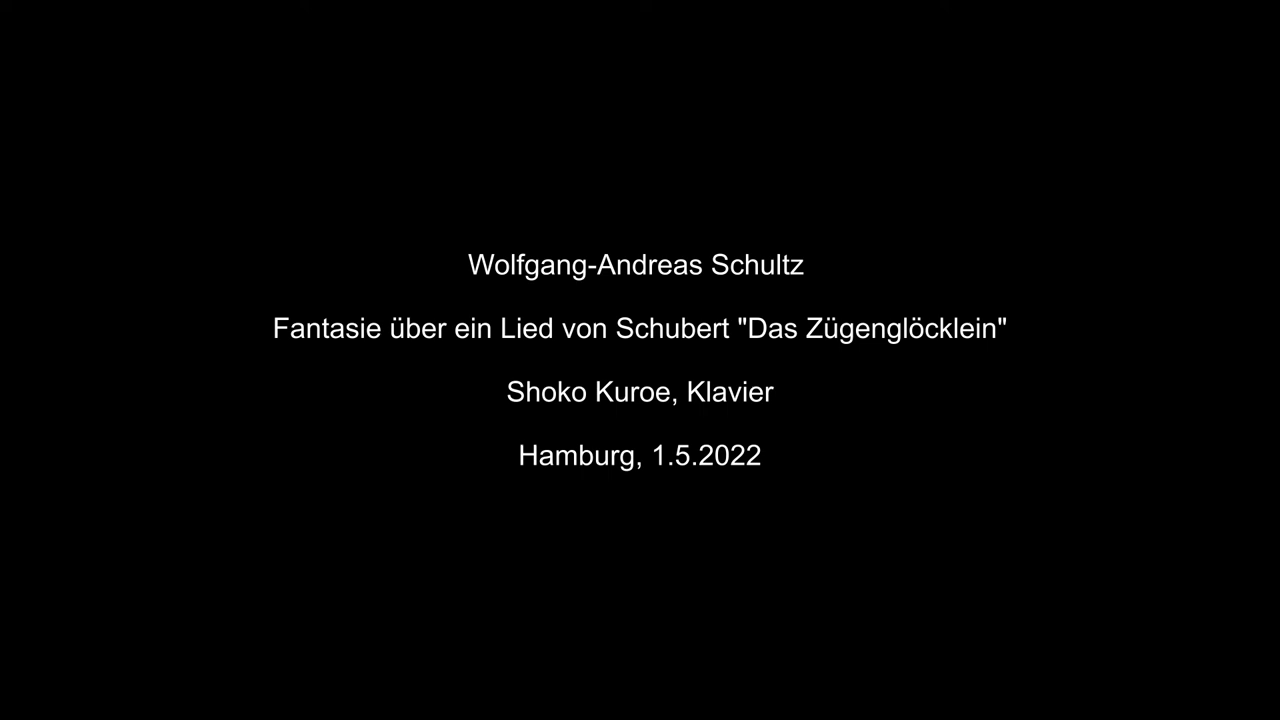 Wolfgang-Andreas Schultz
Fantasie über ein Lied von Schubert "Das Zügenglöcklein"
Shoko Kuroe, Klavier
Hamburg, 1.5.2022